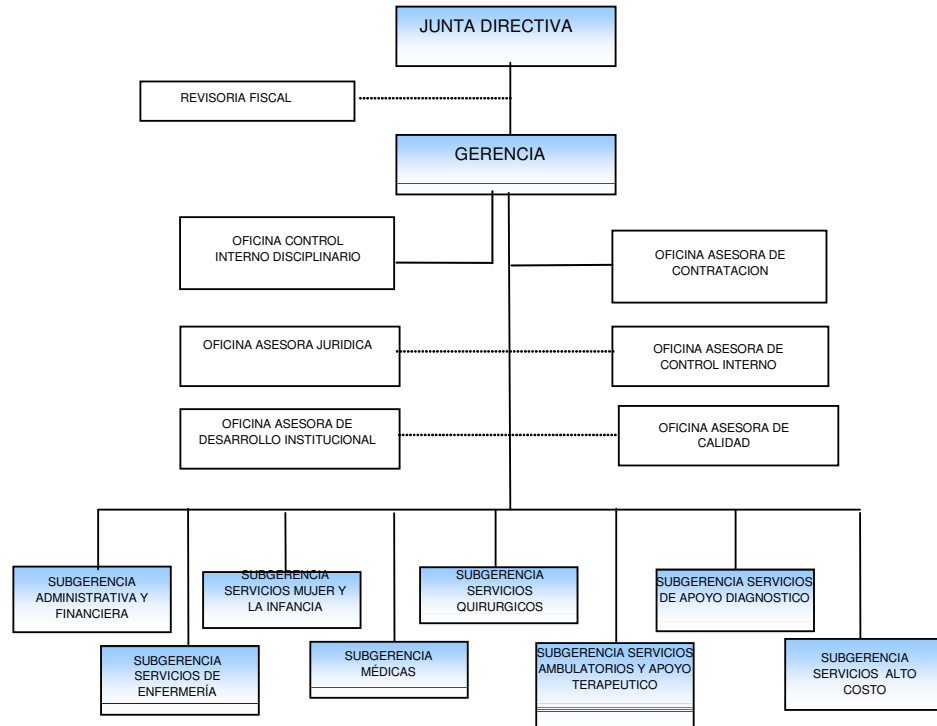 JUNTA DIRECTIVA
REVISORIA FISCAL
GERENCIA
OFICINA CONTROL
INTERNO DISCIPLINARIO
OFICINA ASESORA DE
CONTRATACION
OFICINA ASESORA JURIDICA
OFICINA ASESORA DE
CONTROL INTERNO
OFICINA ASESORA DE
DESARROLLO INSTITUCIONAL
OFICINA ASESORA DE
CALIDAD
SUBGERENCIA
ADMINISTRATIVA Y
FINANCIERA
SUBGERENCIA
SERVICIOS MUJER Y
LA INFANCIA
SUBGERENCIA
SERVICIOS
QUIRURGICOS
SUBGERENCIA SERVICIOS
DE APOYO DIAGNOSTICO
SUBGERENCIA
SERVICIOS DE
ENFERMERÍA
SUBGERENCIA
MÉDICAS
SUBGERENCIA SERVICIOS
AMBULATORIOS Y APOYO
TERAPEUTICO
SUBGERENCIA
SERVICIOS ALTO
COSTO